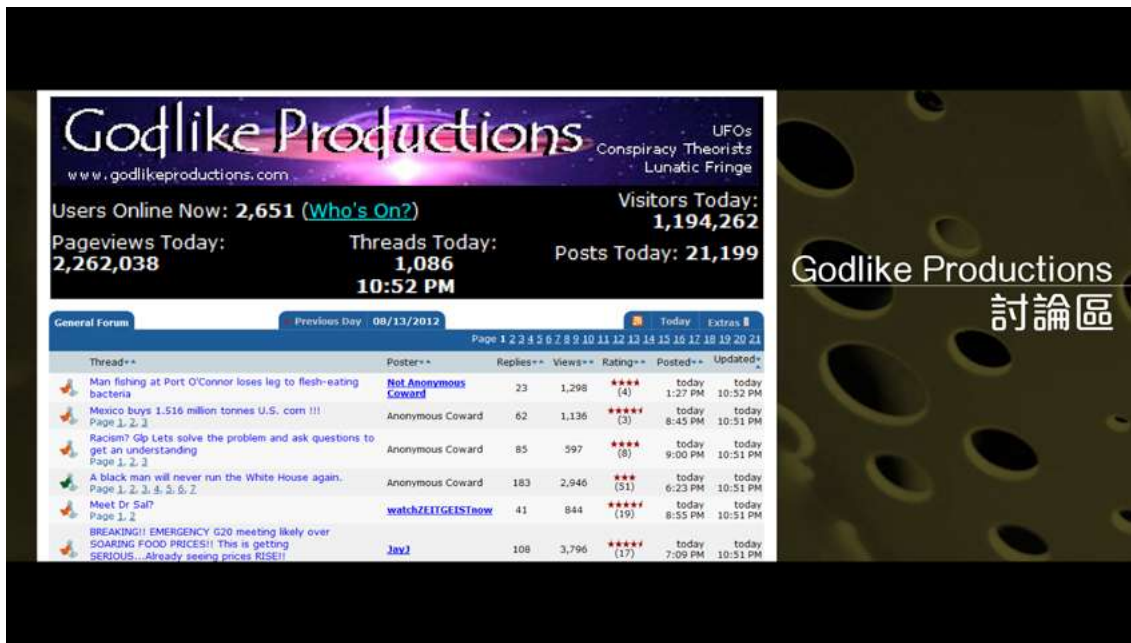 Godlike Productions
www.godlikeproductions.com
UFOs
Conspiracy Theorists
Lunatic Fringe
Users Online Now: 2,651 (Who's On?)
Visitors Today:
1,194,262
Pageviews Today:
2,262,038
Threads Today:
1,086
10:52 PM
Posts Today: 21,199
Godlike Productions
討論區
General Forum
Previous Day 08/13/2012
Today Extras
Page 1 2 3 4 5 6 7 8 9 10 11 12 13 14 15 16 17 18 19 20 21
Thread Poster Replies Views Rating Posted Updated
Man fishing at Port O'Connor loses leg to flesh-eating
bacteria
Not Anonymous
Coward
23 1,298 (4) today
1:27 PM
today
10:52 PM
Mexico buys 1.516 million tonnes U.S. corn !!!
Page 1, 2, 3
Anonymous Coward 62 1,136 (3) today
8:45 PM
today
10:51 PM
Racism? Glp Lets solve the problem and ask questions to
get an understanding
Page 1, 2, 3
Anonymous Coward 85 597 (8) today
9:00 PM
today
10:51 PM
A black man will never run the White House again.
Page 1, 2, 3, 4, 5, 6, 7
Anonymous Coward 183 2,946 (51) today
6:23 PM
today
10:51 PM
Meet Dr Sal?
Page 1, 2
watchZEITGEISTnow 41 844 (19) today
8:55 PM
today
10:51 PM
BREAKING!! EMERGENCY G20 meeting likely over
SOARING FOOD PRICES!! This is getting
SERIOUS...Already seeing prices RISE!!
JayJ 108 3,796 (17) today
7:09 PM
today
10:51 PM